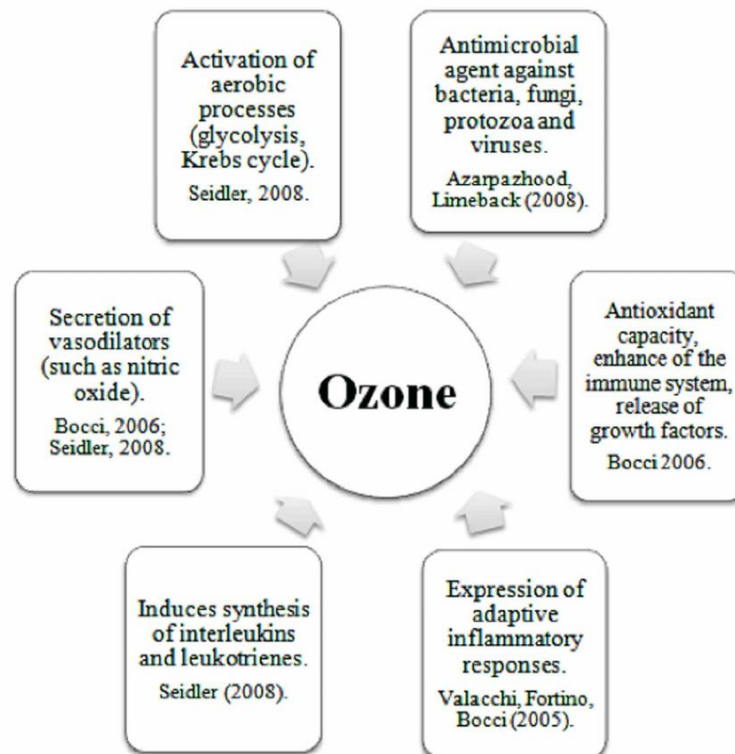 Activation of
aerobic
processes
(glycolysis,
Krebs cycle).
Seidler, 2008.
Antimicrobial
agent against
bacteria, fungi,
protozoa and
viruses.
Azarpazhood,
Limeback (2008).
Secretion of
vasodilators
(such as nitric
oxide).
Bocci, 2006;
Seidler, 2008.
Ozone
Antioxidant
capacity,
enhance of the
immune system,
release of
growth factors.
Bocci 2006.
Induces synthesis
of interleukins
and leukotrienes.
Seidler (2008).
Expression of
adaptive
inflammatory
responses.
Valacchi, Fortino,
Bocci (2005).